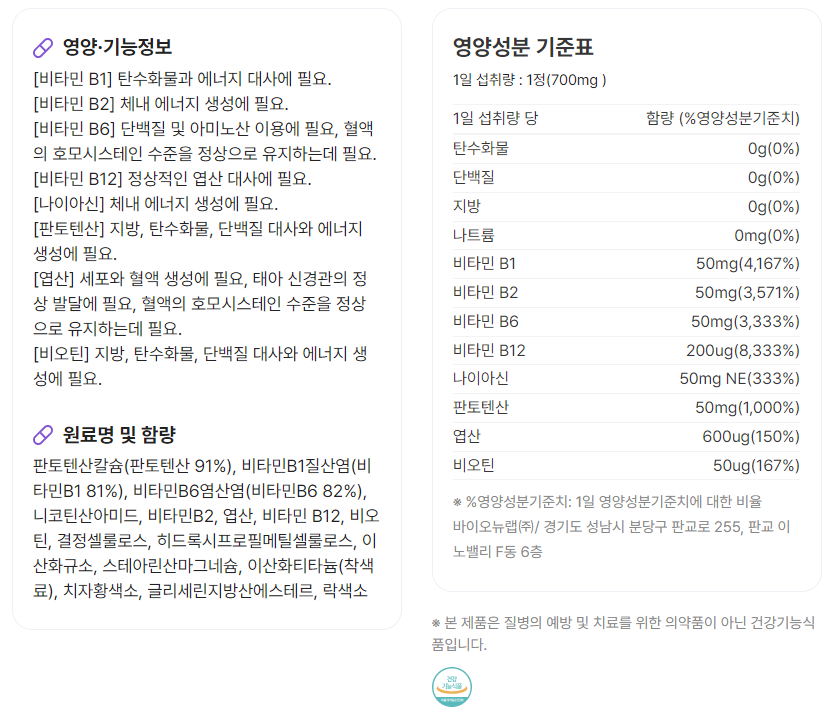 영양·기능정보
[비타민 B1] 탄수화물과 에너지 대사에 필요.
[비타민 B2] 체내 에너지 생성에 필요.
[비타민 B6] 단백질 및 아미노산 이용에 필요, 혈액
의 호모시스테인 수준을 정상으로 유지하는데 필요.
[비타민 B12] 정상적인 엽산 대사에 필요.
[나이아신] 체내 에너지 생성에 필요.
[판토텐산] 지방, 탄수화물, 단백질 대사와 에너지
생성에 필요.
[엽산] 세포와 혈액 생성에 필요, 태아 신경관의 정
상 발달에 필요, 혈액의 호모시스테인 수준을 정상
으로 유지하는데 필요.
[비오틴] 지방, 탄수화물, 단백질 대사와 에너지 생
성에 필요.
원료명 및 함량
판토텐산칼슘(판토텐산 91%), 비타민B1질산염(비
타민B1 81%), 비타민B6염산염(비타민B6 82%),
니코틴산아미드, 비타민B2, 엽산, 비타민 B12, 비오
틴, 결정셀룰로스, 히드록시프로필메틸셀룰로스, 이
산화규소, 스테아린산마그네슘, 이산화티타늄(착색
료), 치자황색소, 글리세린지방산에스테르, 락색소
영양성분 기준표
1일 섭취량 : 1정(700mg )
1일 섭취량 당 함량 (%영양성분기준치)
탄수화물 0g(0%)
단백질 0g(0%)
지방 0g(0%)
나트륨 0mg(0%)
비타민 B1 50mg(4,167%)
비타민 B2 50mg(3,571%)
비타민 B6 50mg(3,333%)
비타민 B12 200ug(8,333%)
나이아신 50mg NE(333%)
판토텐산 50mg(1,000%)
엽산 600ug(150%)
비오틴 50ug(167%)
※ %영양성분기준치: 1일 영양성분기준치에 대한 비율
바이오뉴랩㈜/ 경기도 성남시 분당구 판교로 255, 판교 이
노밸리 F동 6층
※ 본 제품은 질병의 예방 및 치료를 위한 의약품이 아닌 건강기능식
품입니다.
건강
기능식품